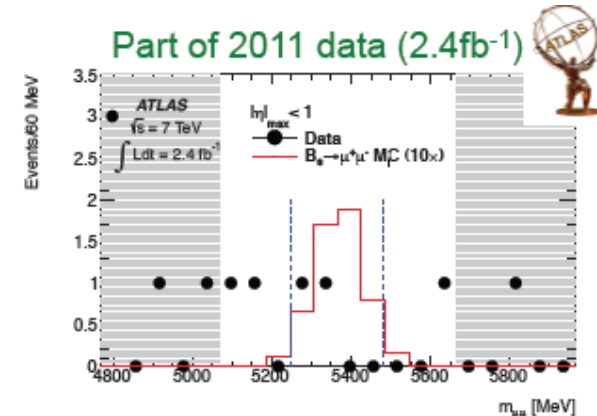 Part of 2011 data (2.4fb-1)
ATLAS
Events/60 MeV
3.5
3
2.5
2
1.5
1
0.5
0
ATLAS
√s = 7 TeV
∫ Ldt = 2.4 fb-1
|η|max < 1
Data
Bs→μ+μ- MC (10×)
4800 5000 5200 5400 5600 5800
mμμ [MeV]